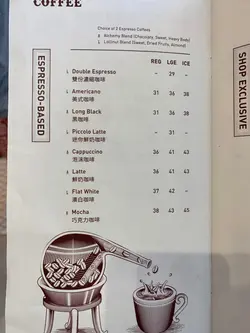 COFFEE
Choice of 2 Espresso Coffees
Alchemy Blend (Chocolaty, Sweet, Heavy Body)
Lalimei Blend (Sweet, Dried Fruits, Almond)
REG LGE. ICE
ESPRESSO-BASED
SHOP EXCLUSIVE
Double Espresso - 29 -
雙份濃縮咖啡
Americano 31 36 38
美式咖啡
Long Black 31 36 38
黑咖啡
Piccolo Latte - 31 -
迷你鮮奶咖啡
Cappuccino 36 41 43
泡沫咖啡
Latte 36 41 43
鮮奶咖啡
Flat White 37 42 -
濃白咖啡
Mocha 38 43 45
巧克力咖啡